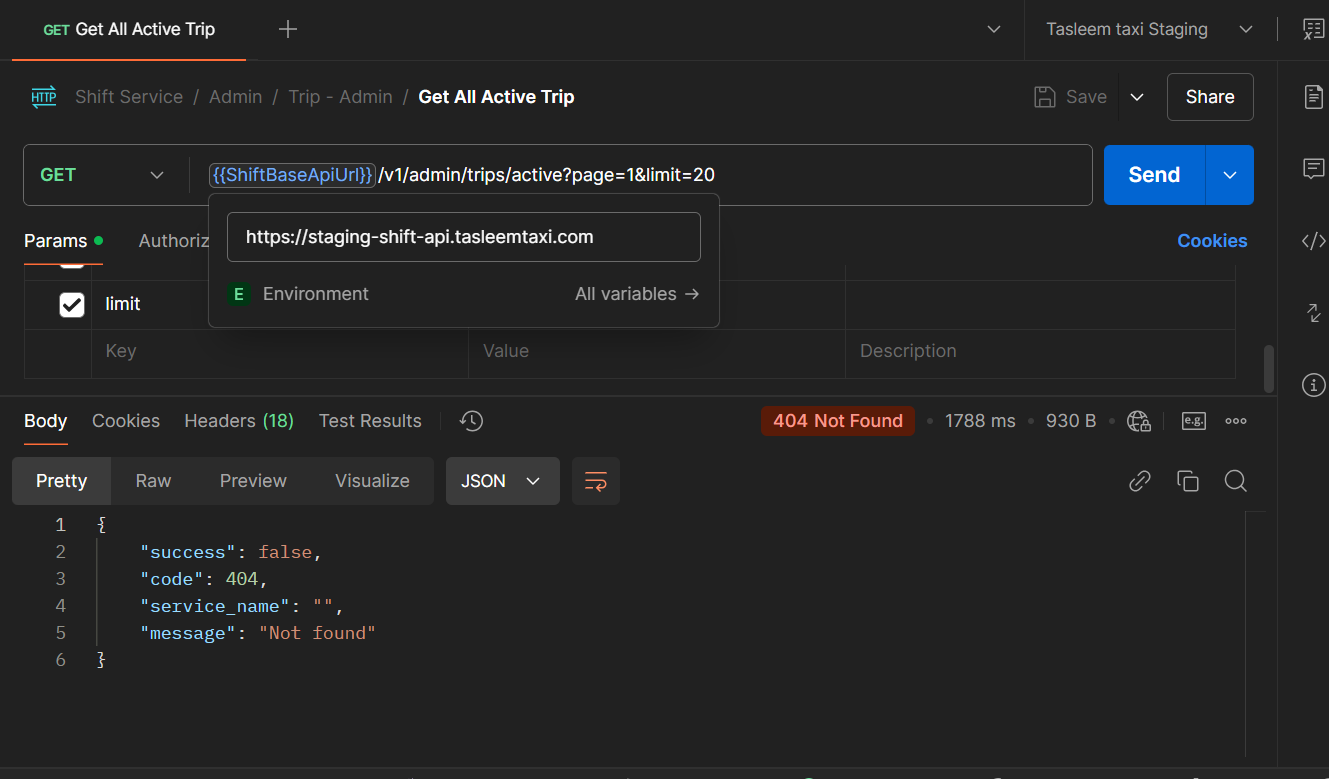 GET Get All Active Trip
Tasleem taxi Staging
HTTP Shift Service / Admin / Trip - Admin / Get All Active Trip
Save
Share
GET
{{ShiftBaseApiUrl}}/v1/admin/trips/active?page=1&limit=20
Send
https://staging-shift-api.tasleemtaxi.com
E Environment
All variables →
Params
Authoriz
Cookies
limit
Key
Value
Description
Body
Cookies
Headers (18)
Test Results
404 Not Found
1788 ms
930 B
e.g.
Pretty
Raw
Preview
Visualize
JSON
1 {
2 "success": false,
3 "code": 404,
4 "service_name": "",
5 "message": "Not found"
6 }